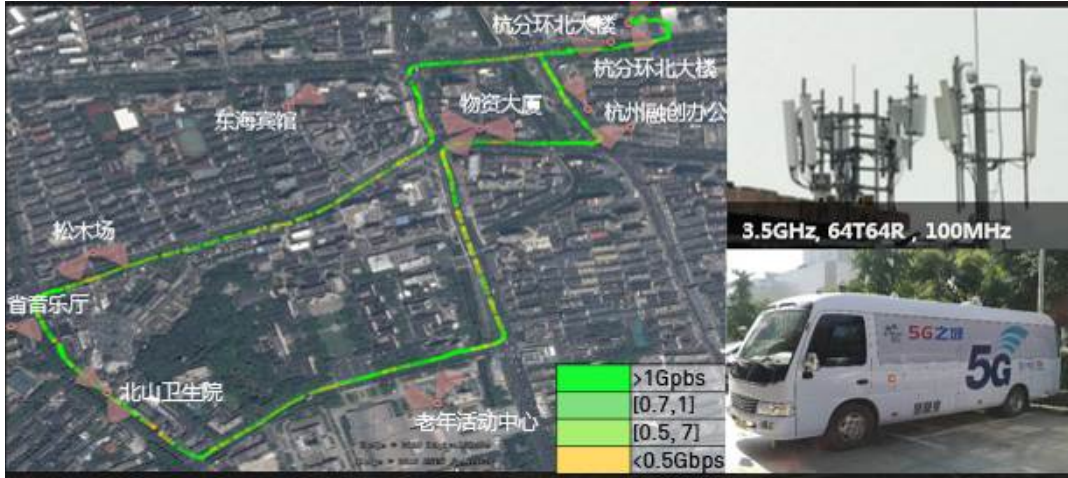 杭分环北大楼
杭分环北大楼
物资大厦
杭州融创办公
东海宾馆
松木场
省音乐厅
北山卫生院
老年活动中心
>1Gpbs
[0.7,1]
[0.5, 7]
<0.5Gbps
3.5GHz, 64T64R , 100MHz
5G之
5G